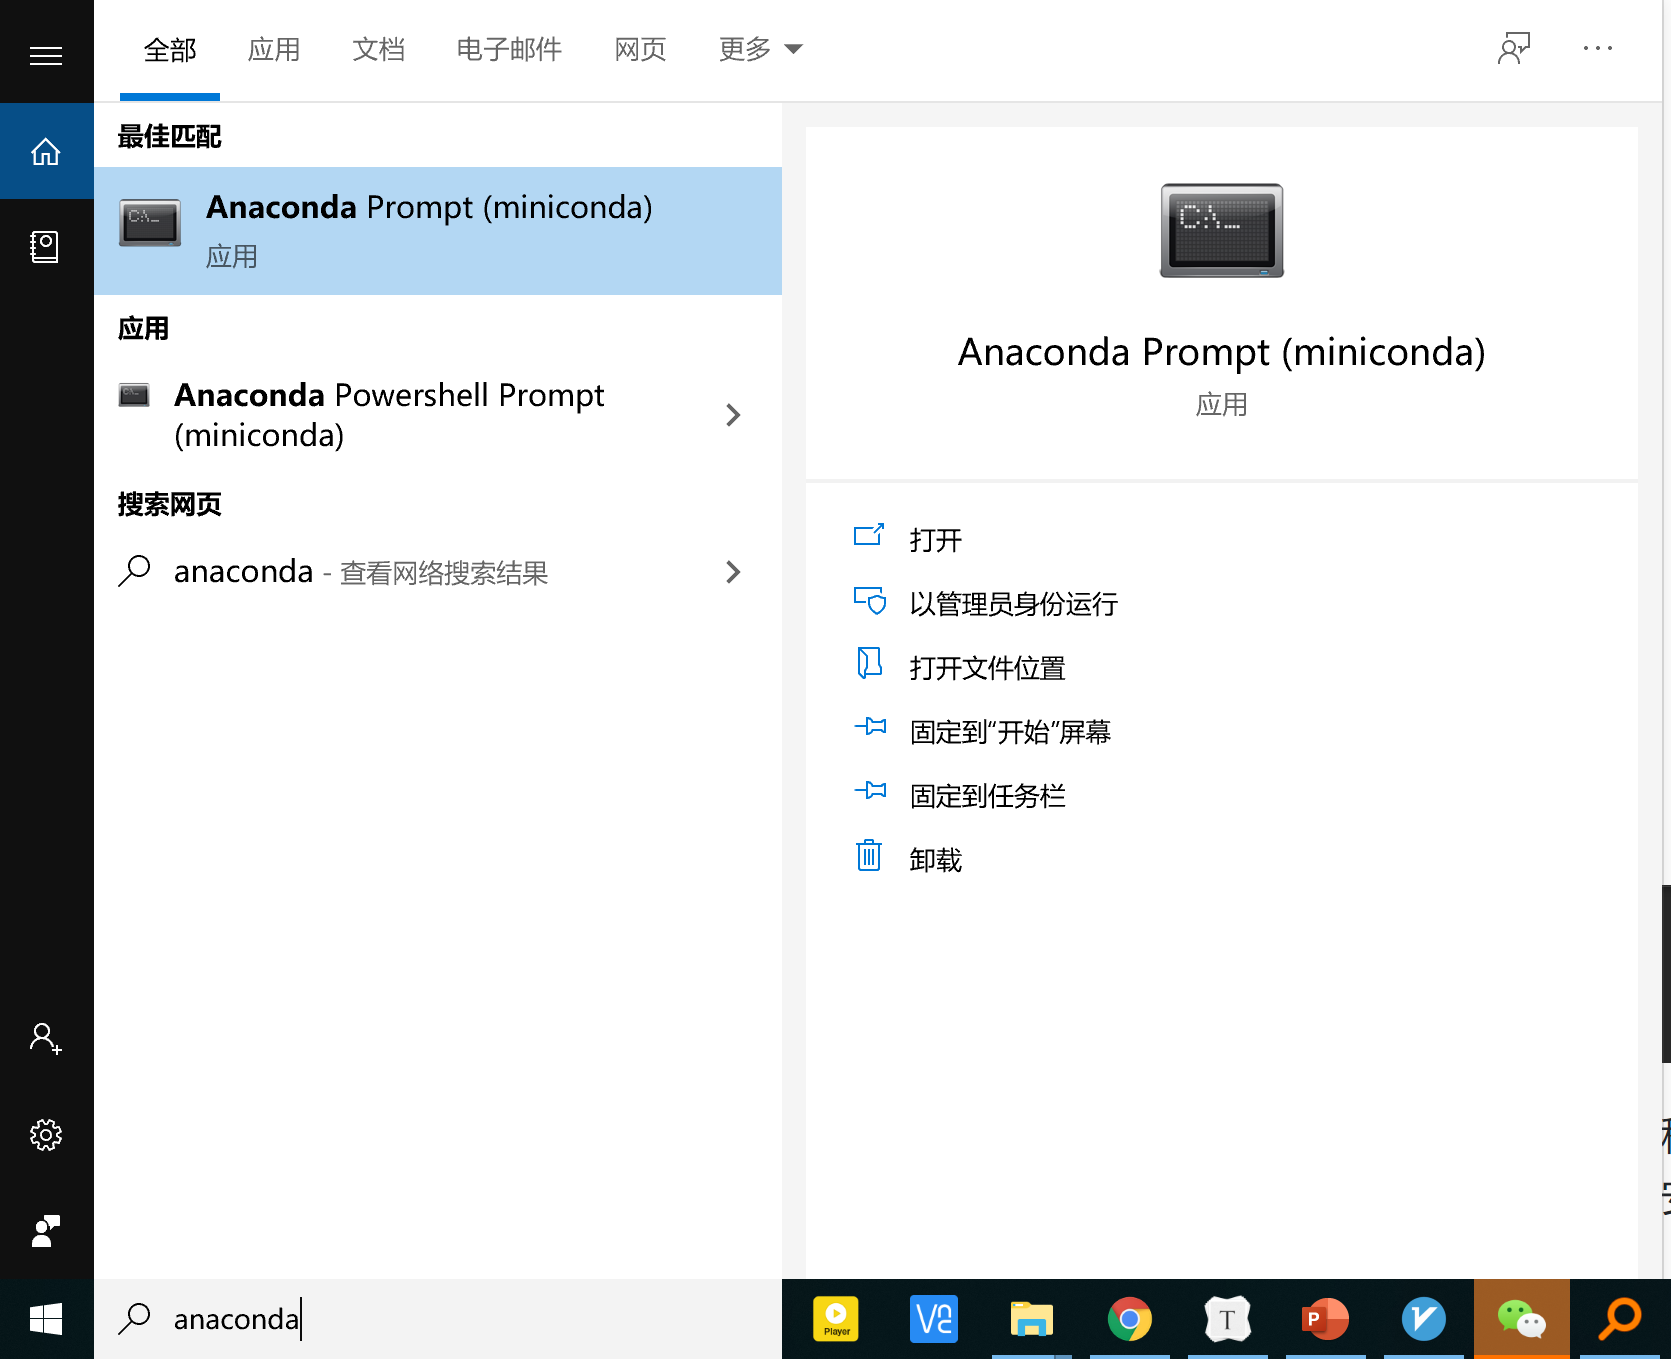 全部 应用 文档 电子邮件 网页 更多
最佳匹配
Anaconda Prompt (miniconda)
应用
应用
Anaconda Powershell Prompt
(miniconda)
搜索网页
anaconda - 查看网络搜索结果
Anaconda Prompt (miniconda)
应用
打开
以管理员身份运行
打开文件位置
固定到“开始”屏幕
固定到任务栏
卸载
anaconda
Player